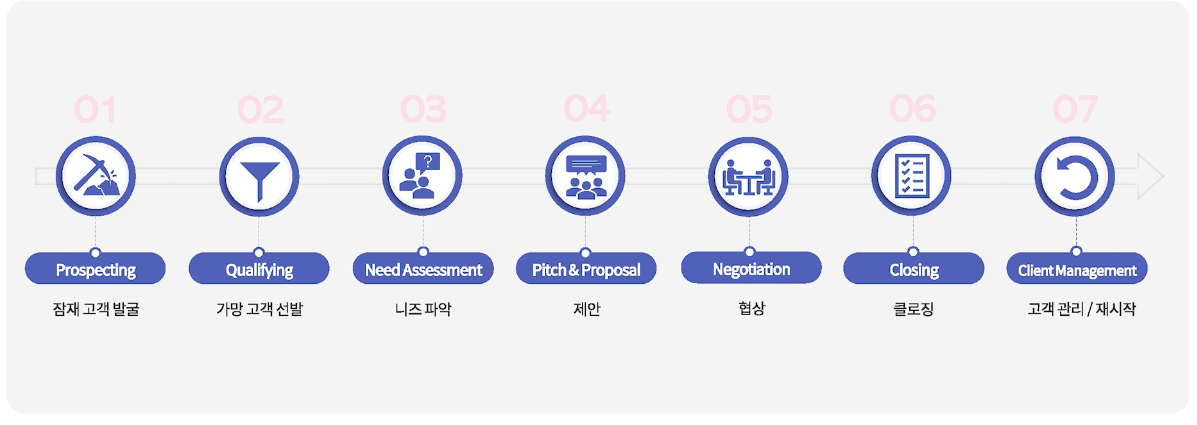 01
02
03
04
05
06
07
?
Prospecting
Qualifying
Need Assessment
Pitch & Proposal
Negotiation
Closing
Client Management
잠재 고객 발굴
가망 고객 선발
니즈 파악
제안
협상
클로징
고객 관리 / 재시작